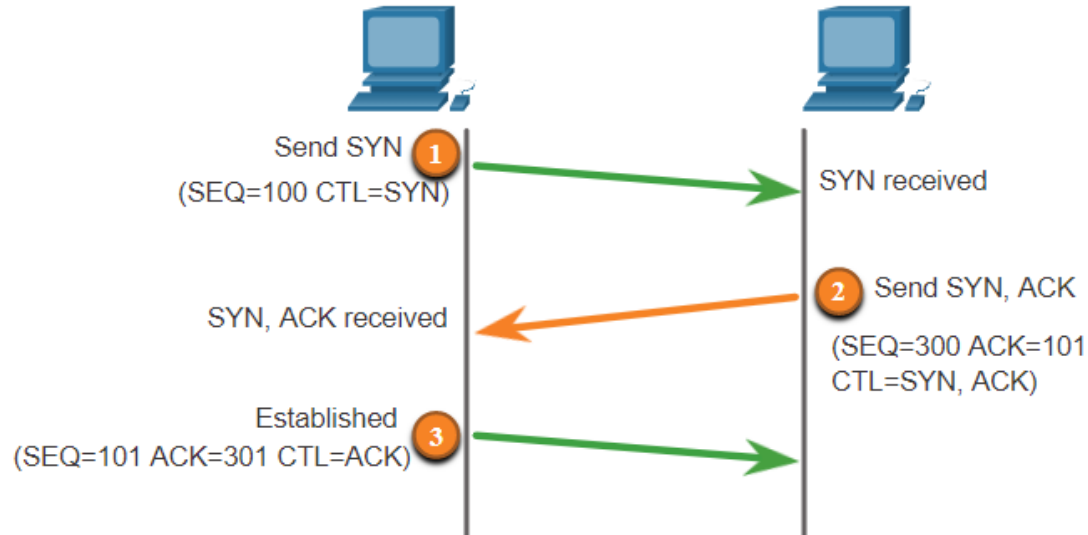 Send SYN 1
(SEQ=100 CTL=SYN)
SYN received
2 Send SYN, ACK
SYN, ACK received
(SEQ=300 ACK=101
CTL=SYN, ACK)
Established
3
(SEQ=101 ACK=301 CTL=ACK)